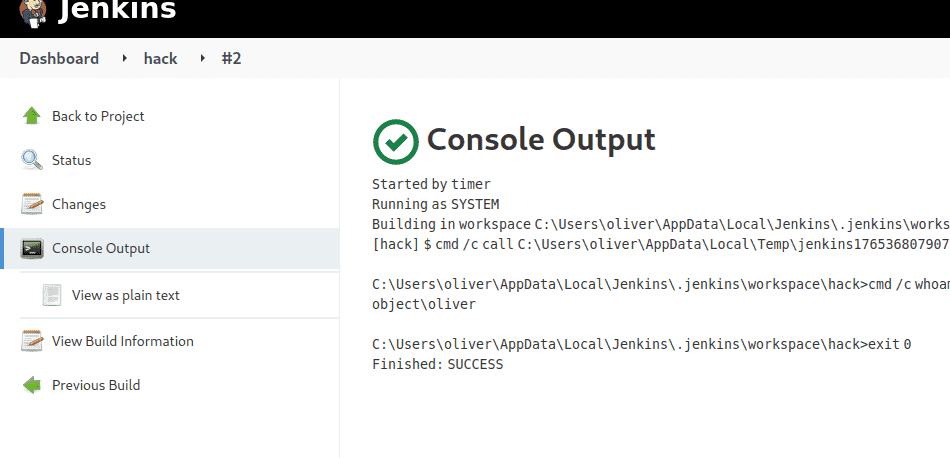 Jenkins
Dashboard hack #2
Back to Project
Status
Changes
Console Output
View as plain text
View Build Information
Previous Build
Console Output
Started by timer
Running as SYSTEM
Building in workspace C:\Users\oliver\AppData\Local\Jenkins\.jenkins\works
[hack] $ cmd /c call C:\Users\oliver\AppData\Local\Temp\jenkins176536807907
C:\Users\oliver\AppData\Local\Jenkins\.jenkins\workspace\hack>cmd /c whoam
object\oliver
C:\Users\oliver\AppData\Local\Jenkins\.jenkins\workspace\hack>exit 0
Finished: SUCCESS